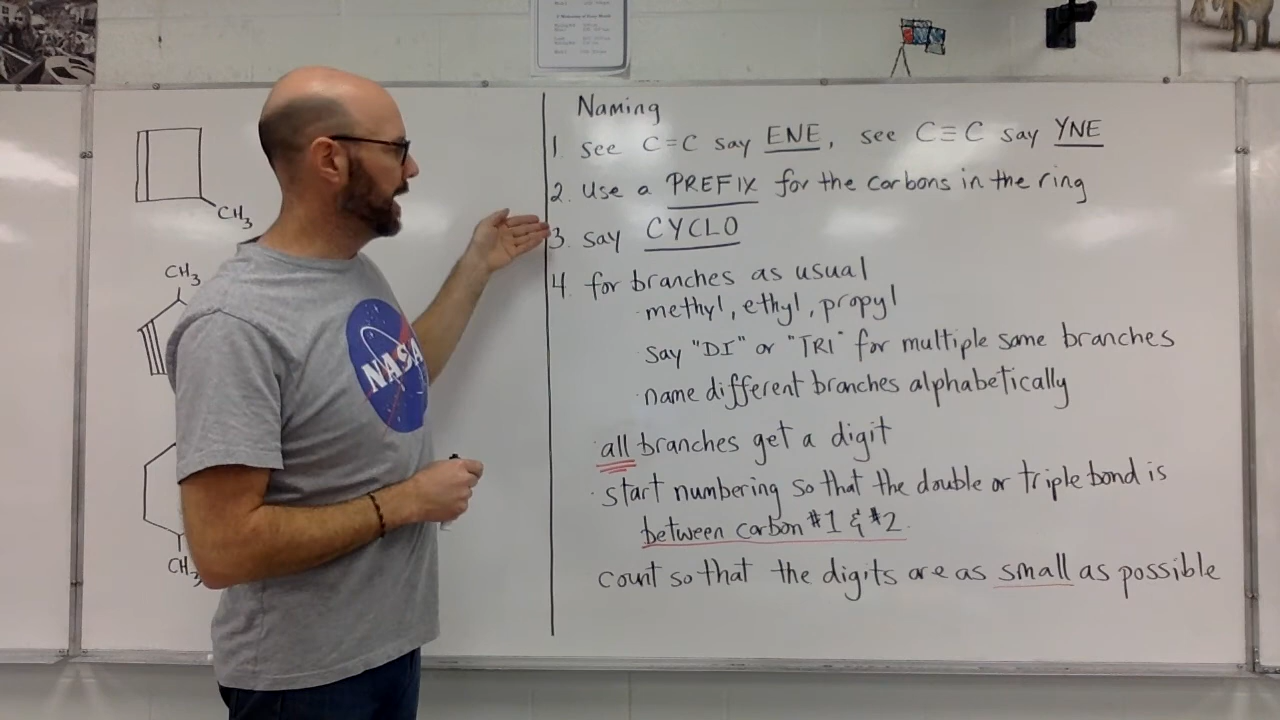 CH₃
CH₃
CH₃
NASA
Naming
1. see C=C say ENE, see C≡C say YNE
2. Use a PREFIX for the carbons in the ring
3. say CYCLO
4. for branches as usual
· methyl, ethyl, propyl
· say "DI" or "TRI" for multiple same branches
· name different branches alphabetically
· all branches get a digit
· start numbering so that the double or triple bond is
between carbon #1 & #2.
count so that the digits are as small as possible